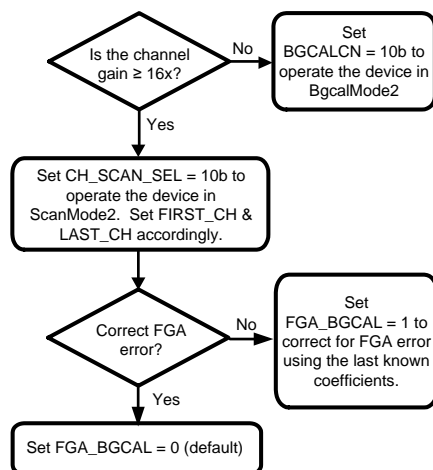 Is the channel
gain ≥ 16x?
No
Set
BGCALCN = 10b to
operate the device in
BgcalMode2
Yes
Set CH_SCAN_SEL = 10b to
operate the device in
ScanMode2. Set FIRST_CH &
LAST_CH accordingly.
Correct FGA
error?
No
Set
FGA_BGCAL = 1 to
correct for FGA error
using the last known
coefficients.
Yes
Set FGA_BGCAL = 0 (default)